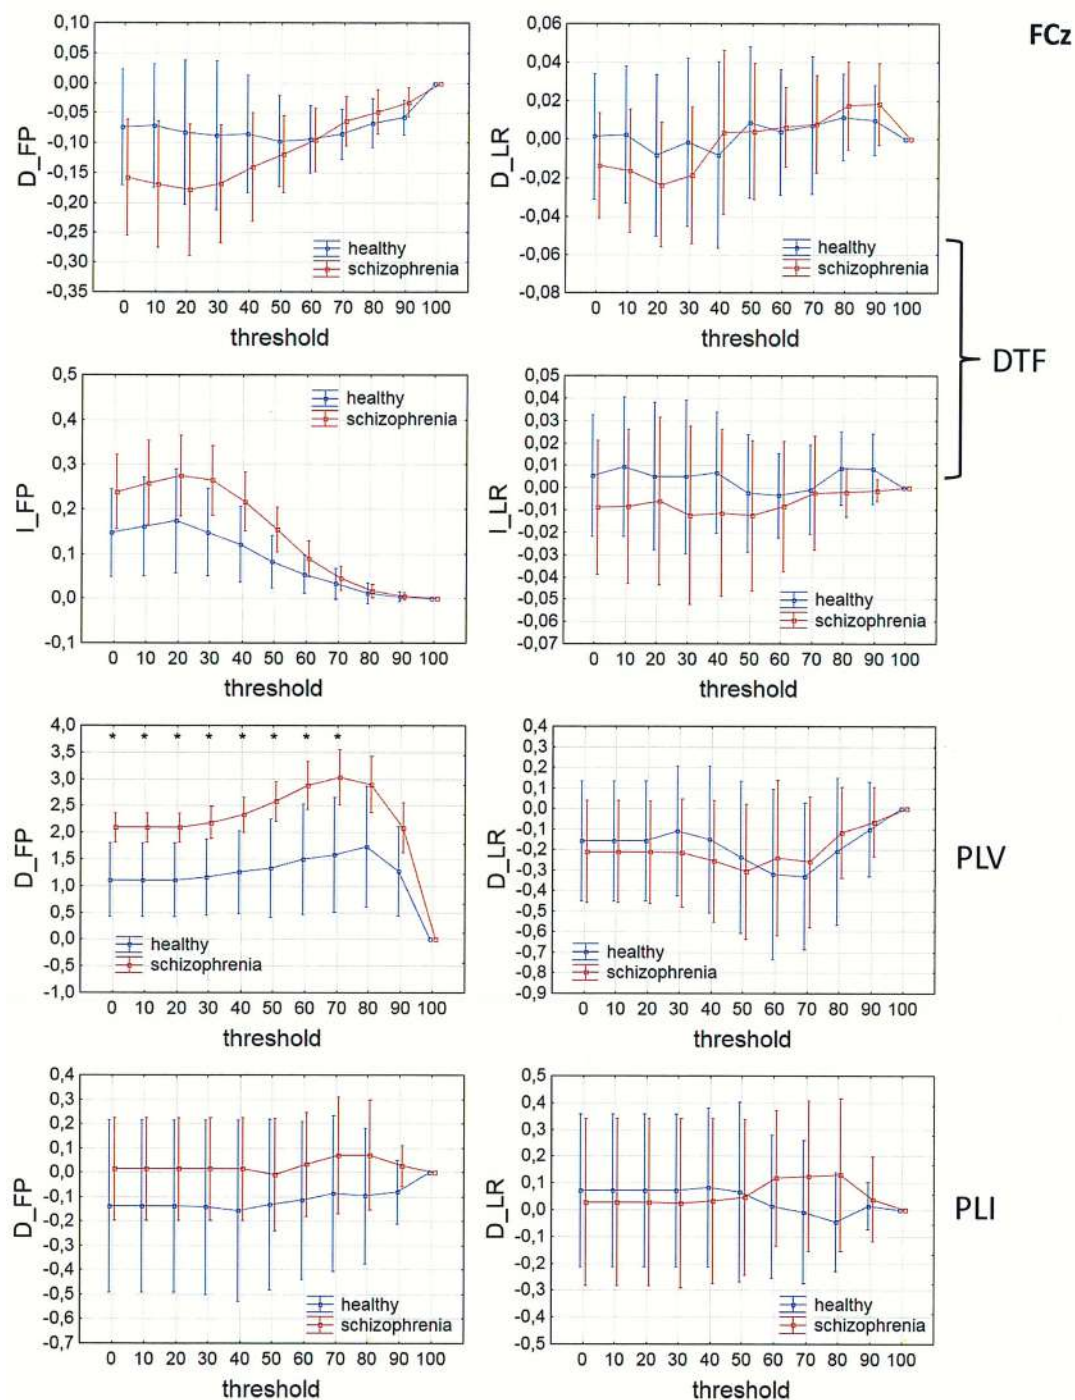 FCz
0,10
0,05
0,00
-0,05
-0,10
-0,15
-0,20
-0,25
-0,30
-0,35
D_FP
healthy
schizophrenia
0 10 20 30 40 50 60 70 80 90 100
threshold
0,06
0,04
0,02
0,00
-0,02
-0,04
-0,06
-0,08
D_LR
healthy
schizophrenia
0 10 20 30 40 50 60 70 80 90 100
threshold
DTF
0,5
0,4
0,3
0,2
0,1
0,0
-0,1
I_FP
healthy
schizophrenia
0 10 20 30 40 50 60 70 80 90 100
threshold
0,05
0,04
0,03
0,02
0,01
0,00
-0,01
-0,02
-0,03
-0,04
-0,05
-0,06
-0,07
I_LR
healthy
schizophrenia
0 10 20 30 40 50 60 70 80 90 100
threshold
4,0
3,5
3,0
2,5
2,0
1,5
1,0
0,5
0,0
-0,5
-1,0
D_FP
* * * * * * * *
healthy
schizophrenia
0 10 20 30 40 50 60 70 80 90 100
threshold
0,4
0,3
0,2
0,1
0,0
-0,1
-0,2
-0,3
-0,4
-0,5
-0,6
-0,7
-0,8
-0,9
D_LR
healthy
schizophrenia
0 10 20 30 40 50 60 70 80 90 100
threshold
PLV
0,4
0,3
0,2
0,1
0,0
-0,1
-0,2
-0,3
-0,4
-0,5
-0,6
-0,7
D_FP
healthy
schizophrenia
0 10 20 30 40 50 60 70 80 90 100
threshold
0,5
0,4
0,3
0,2
0,1
0,0
-0,1
-0,2
-0,3
-0,4
-0,5
D_LR
healthy
schizophrenia
0 10 20 30 40 50 60 70 80 90 100
threshold
PLI